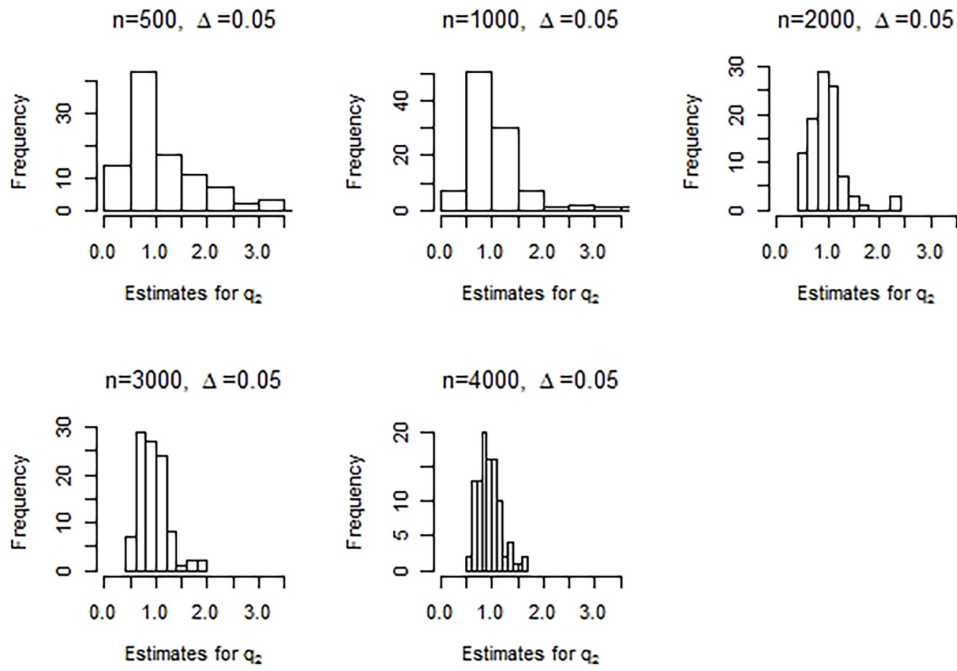 n=500, Δ=0.05
Frequency
0 10 30
0.0 1.0 2.0 3.0
Estimates for q₂
n=1000, Δ=0.05
Frequency
0 20 40
0.0 1.0 2.0 3.0
Estimates for q₂
n=2000, Δ=0.05
Frequency
0 10 20 30
0.0 1.0 2.0 3.0
Estimates for q₂
n=3000, Δ=0.05
Frequency
0 10 20 30
0.0 1.0 2.0 3.0
Estimates for q₂
n=4000, Δ=0.05
Frequency
0 5 10 20
0.0 1.0 2.0 3.0
Estimates for q₂